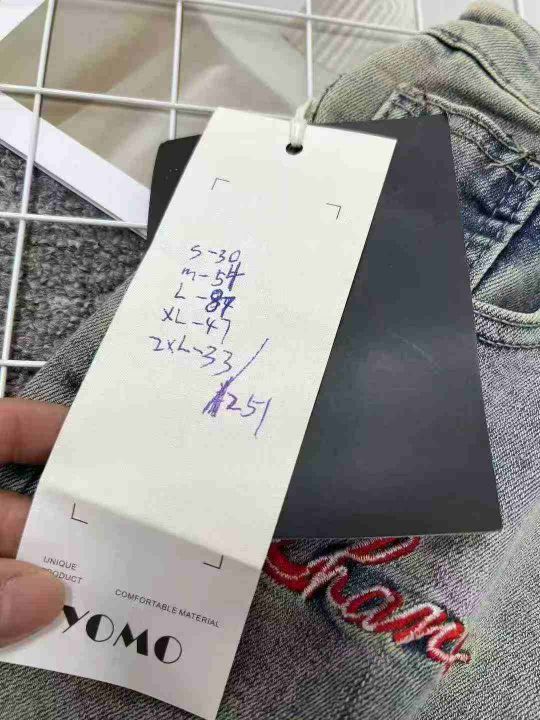 S-30
M-54
L-87
XL-47
2XL-33
251
UNIQUE
PRODUCT
COMFORTABLE MATERIAL
YOMO